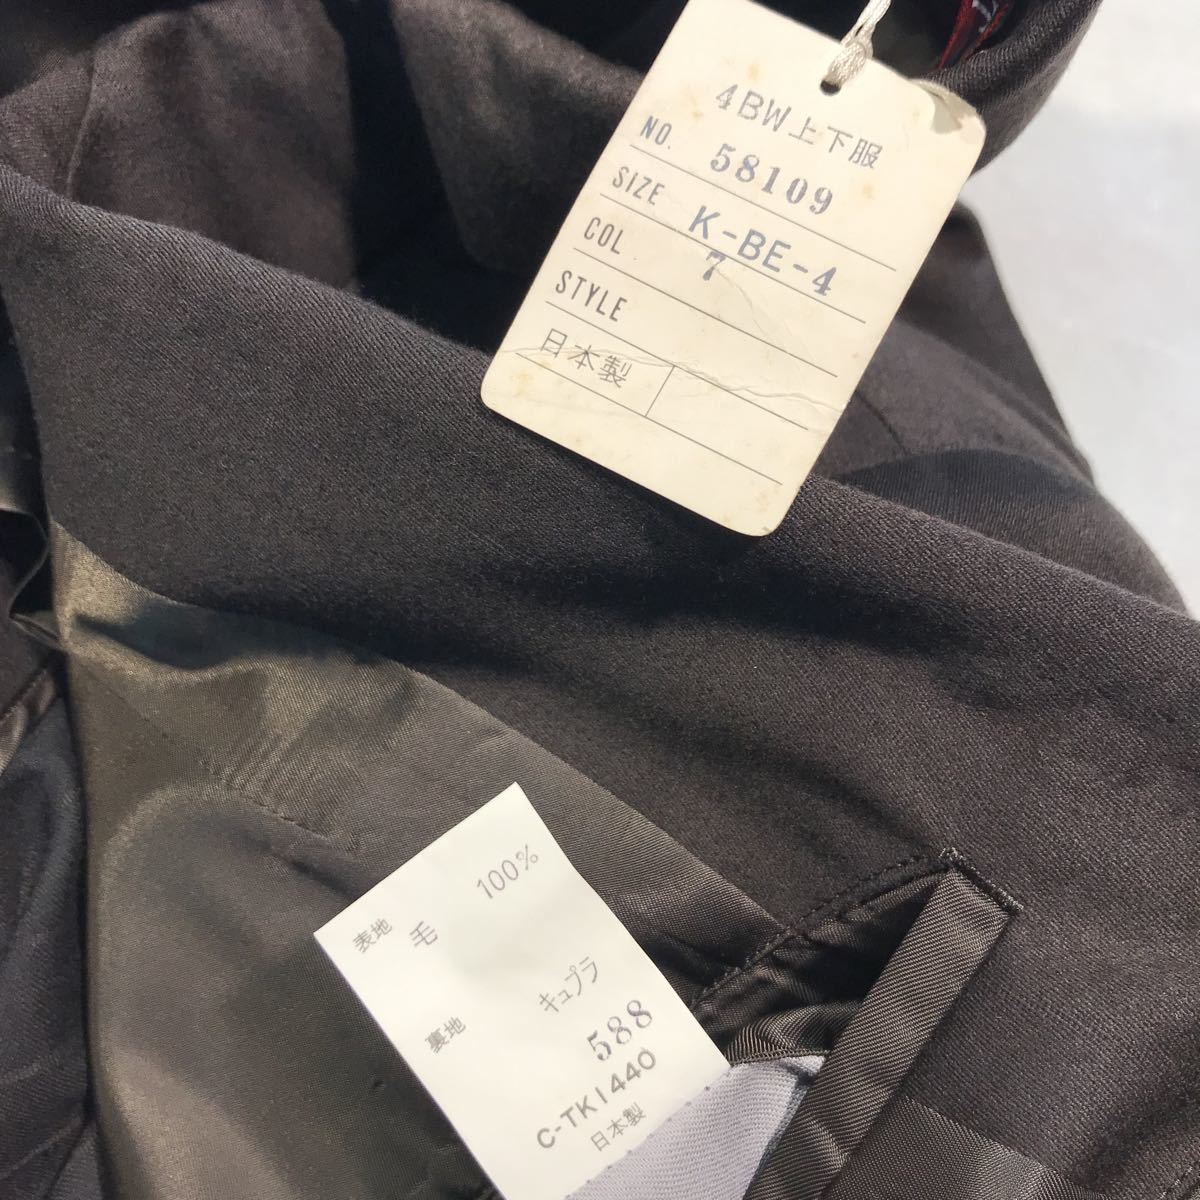 4BW上下服
NO. 58109
SIZE K-BE-4
COL 7
STYLE
日本製
表地 毛 100%
裏地 キュプラ
588
C-TK1440
日本製